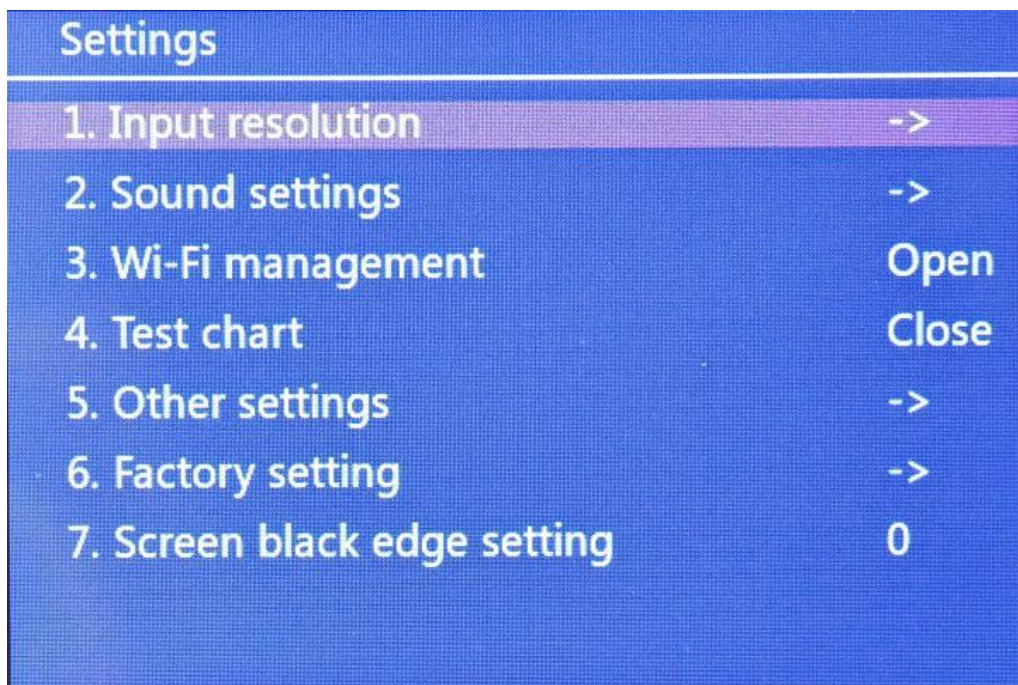 Settings
1. Input resolution ->
2. Sound settings ->
3. Wi-Fi management Open
4. Test chart Close
5. Other settings ->
6. Factory setting ->
7. Screen black edge setting 0